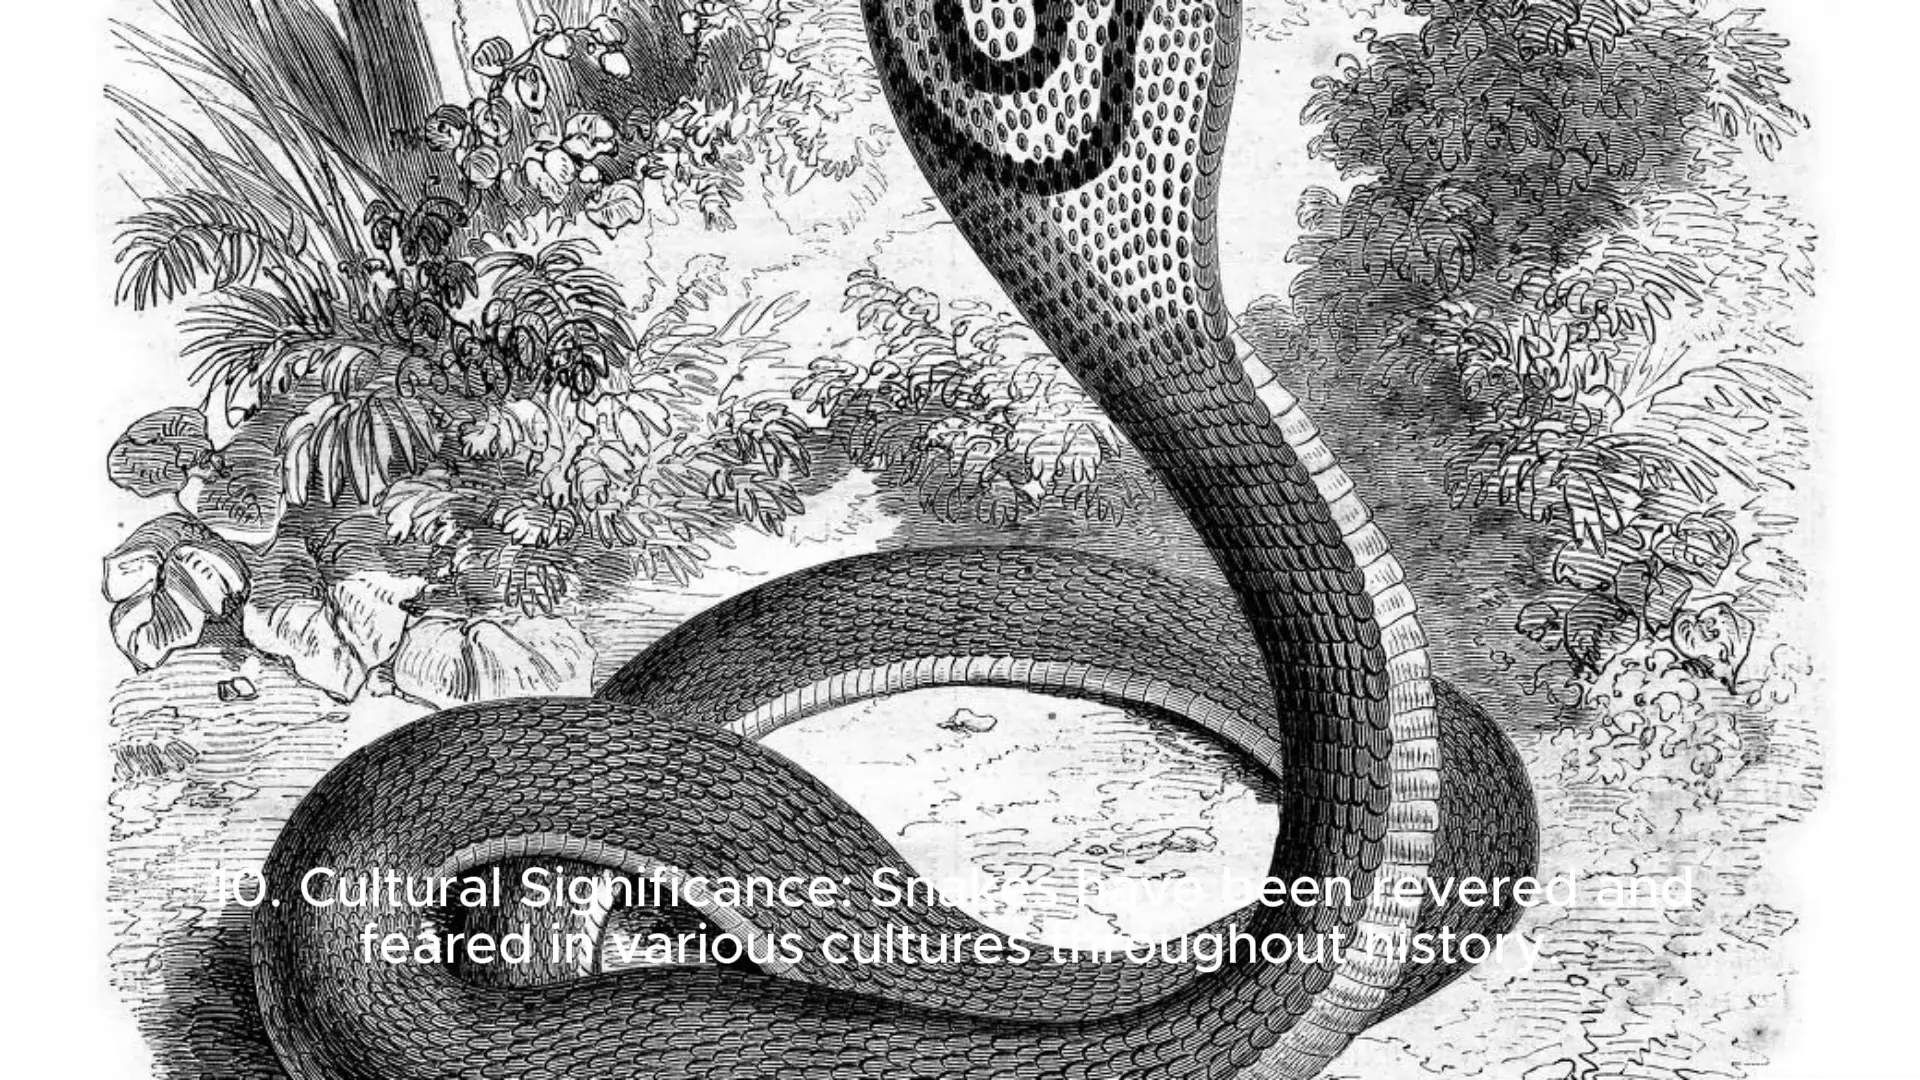 10. Cultural Significance: Snakes have been revered and
feared in various cultures throughout history